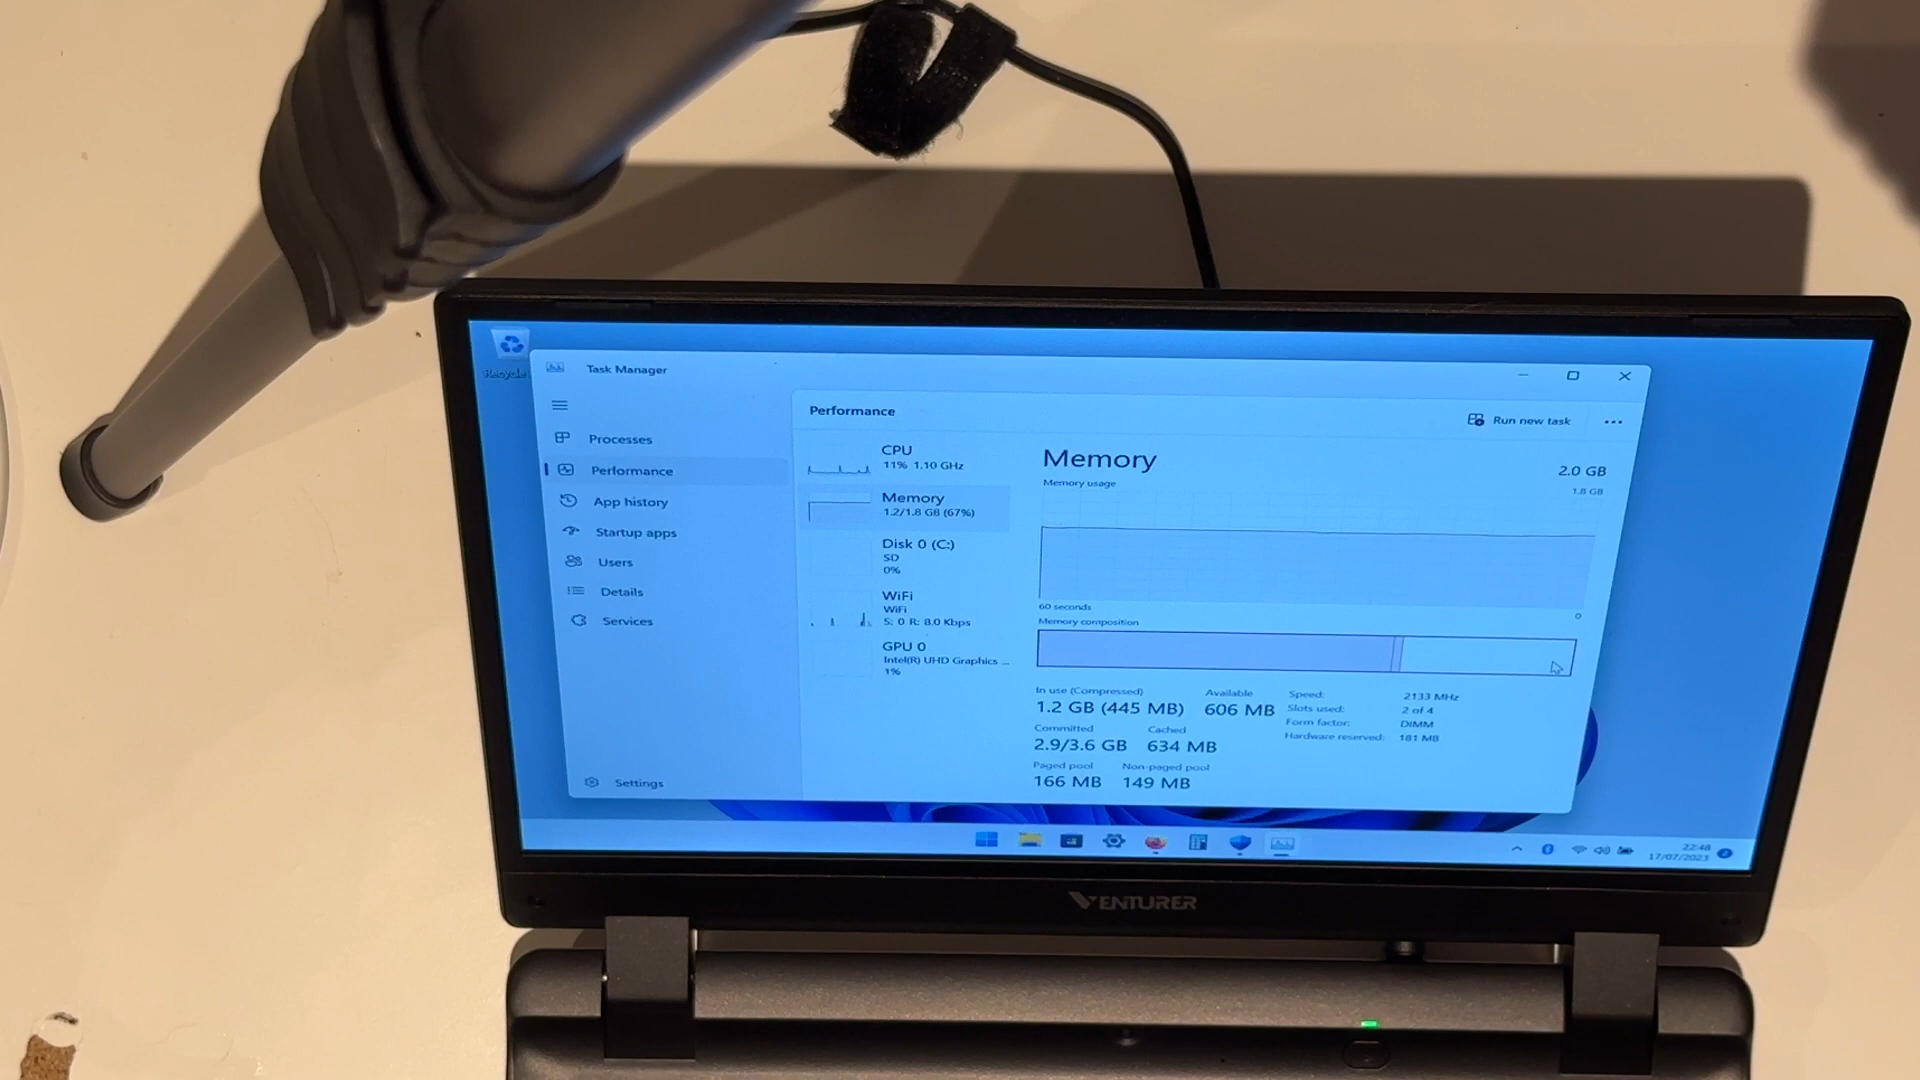 Recycle
Task Manager
Processes
Performance
App history
Startup apps
Users
Details
Services
Settings
Performance
Run new task
CPU
11% 1.10 GHz
Memory
1.2/1.8 GB (67%)
Disk 0 (C:)
SD
0%
WiFi
WiFi
S: 0 R: 8.0 Kbps
GPU 0
Intel(R) UHD Graphics ...
1%
Memory
2.0 GB
Memory usage
1.8 GB
60 seconds
0
Memory composition
In use (Compressed)
1.2 GB (445 MB)
Available
606 MB
Committed
2.9/3.6 GB
Cached
634 MB
Paged pool
166 MB
Non-paged pool
149 MB
Speed: 2133 MHz
Slots used: 2 of 4
Form factor: DIMM
Hardware reserved: 181 MB
22:48
17/07/2023
VENTURER